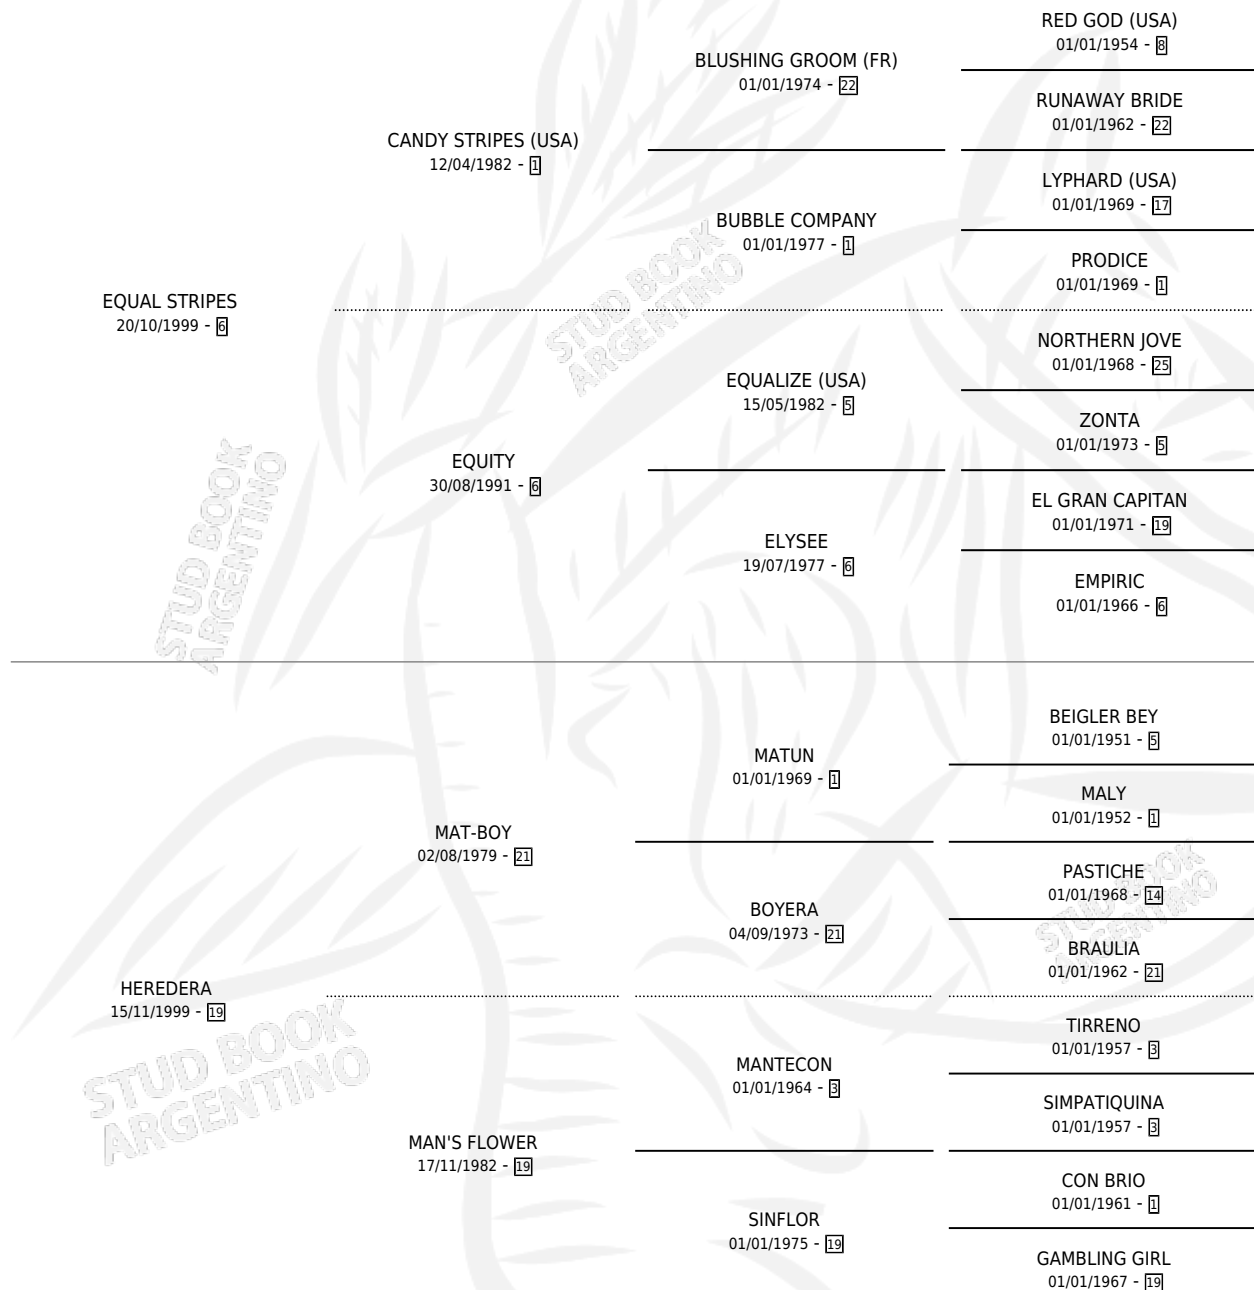 RED GOD (USA)
01/01/1954 - 8
BLUSHING GROOM (FR)
01/01/1974 - 22
RUNAWAY BRIDE
01/01/1962 - 22
CANDY STRIPES (USA)
12/04/1982 - 1
LYPHARD (USA)
01/01/1969 - 17
BUBBLE COMPANY
01/01/1977 - 1
PRODICE
01/01/1969 - 1
STUD BOOK
ARGENTINO
EQUAL STRIPES
20/10/1999 - 6
NORTHERN JOVE
01/01/1968 - 25
EQUALIZE (USA)
15/05/1982 - 5
ZONTA
01/01/1973 - 5
EQUITY
30/08/1991 - 6
EL GRAN CAPITAN
01/01/1971 - 19
ELYSEE
19/07/1977 - 6
EMPIRIC
01/01/1966 - 6
STUD BOOK
ARGENTINO
BEIGLER BEY
01/01/1951 - 5
MATUN
01/01/1969 - 1
MALY
01/01/1952 - 1
MAT-BOY
02/08/1979 - 21
PASTICHE
01/01/1968 - 14
BOYERA
04/09/1973 - 21
BRAULIA
01/01/1962 - 21
STUD BOOK
ARGENTINO
HEREDERA
15/11/1999 - 19
TIRRENO
01/01/1957 - 3
MANTECON
01/01/1964 - 3
SIMPATIQUINA
01/01/1957 - 3
STUD BOOK
ARGENTINO
MAN'S FLOWER
17/11/1982 - 19
CON BRIO
01/01/1961 - 1
SINFLOR
01/01/1975 - 19
GAMBLING GIRL
01/01/1967 - 19